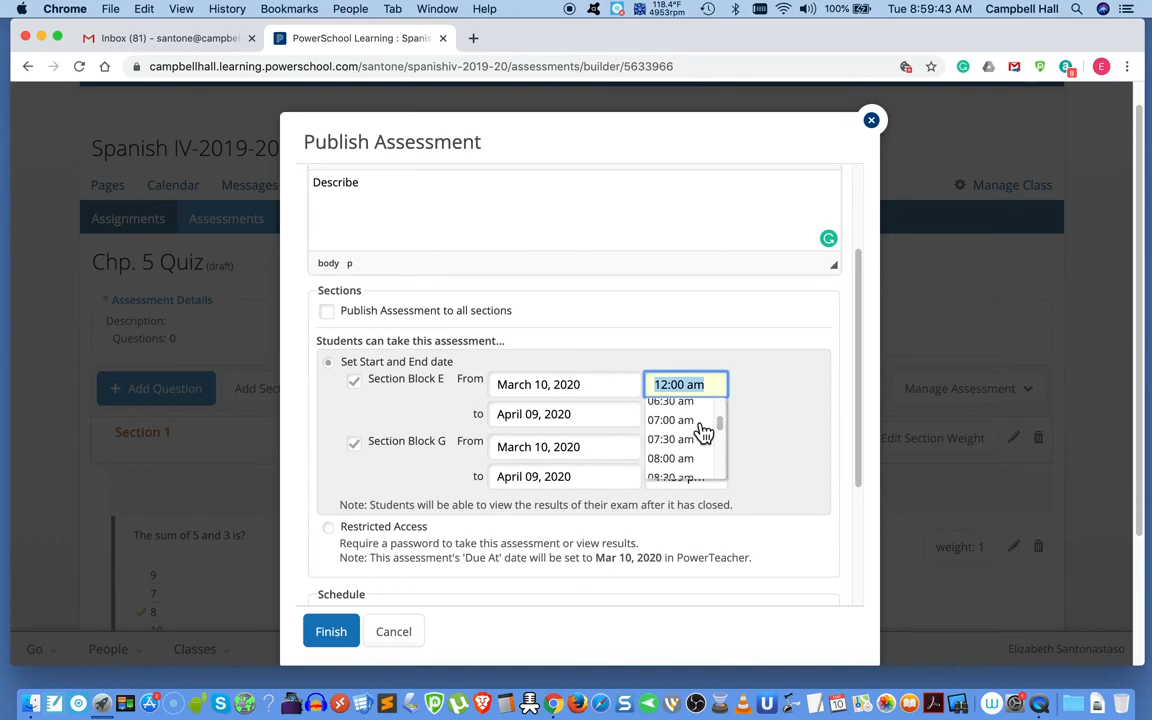 Chrome File Edit View History Bookmarks People Tab Window Help 118.4°F 4953rpm 100% Tue 8:59:43 AM Campbell Hall
Inbox (81) - santone@campbel
PowerSchool Learning : Spanis
campbellhall.learning.powerschool.com/santone/spanishiv-2019-20/assessments/builder/5633966
Spanish IV-2019-20
Pages Calendar Messages
Manage Class
Assignments Assessments
Chp. 5 Quiz (draft)
Assessment Details
Description:
Questions: 0
+ Add Question
Add Sec
Manage Assessment
Section 1
Edit Section Weight
The sum of 5 and 3 is?
weight: 1
9
7
8
10
Publish Assessment
Describe
body p
Sections
Publish Assessment to all sections
Students can take this assessment...
Set Start and End date
Section Block E From March 10, 2020 12:00 am
to April 09, 2020
06:30 am
07:00 am
07:30 am
08:00 am
08:30
Section Block G From March 10, 2020
to April 09, 2020
Note: Students will be able to view the results of their exam after it has closed.
Restricted Access
Require a password to take this assessment or view results.
Note: This assessment's 'Due At' date will be set to Mar 10, 2020 in PowerTeacher.
Schedule
Finish Cancel
Go People Classes
Elizabeth Santonastaso